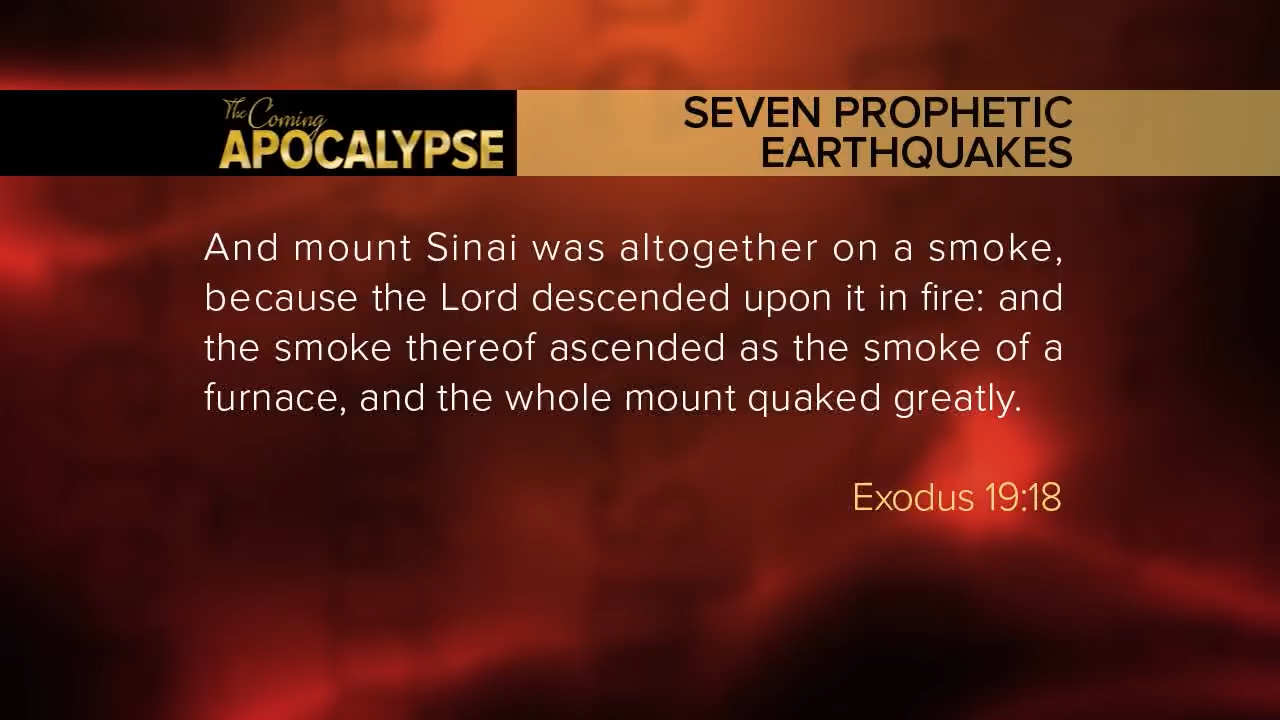 The Coming
APOCALYPSE
SEVEN PROPHETIC
EARTHQUAKES
And mount Sinai was altogether on a smoke,
because the Lord descended upon it in fire: and
the smoke thereof ascended as the smoke of a
furnace, and the whole mount quaked greatly.
Exodus 19:18